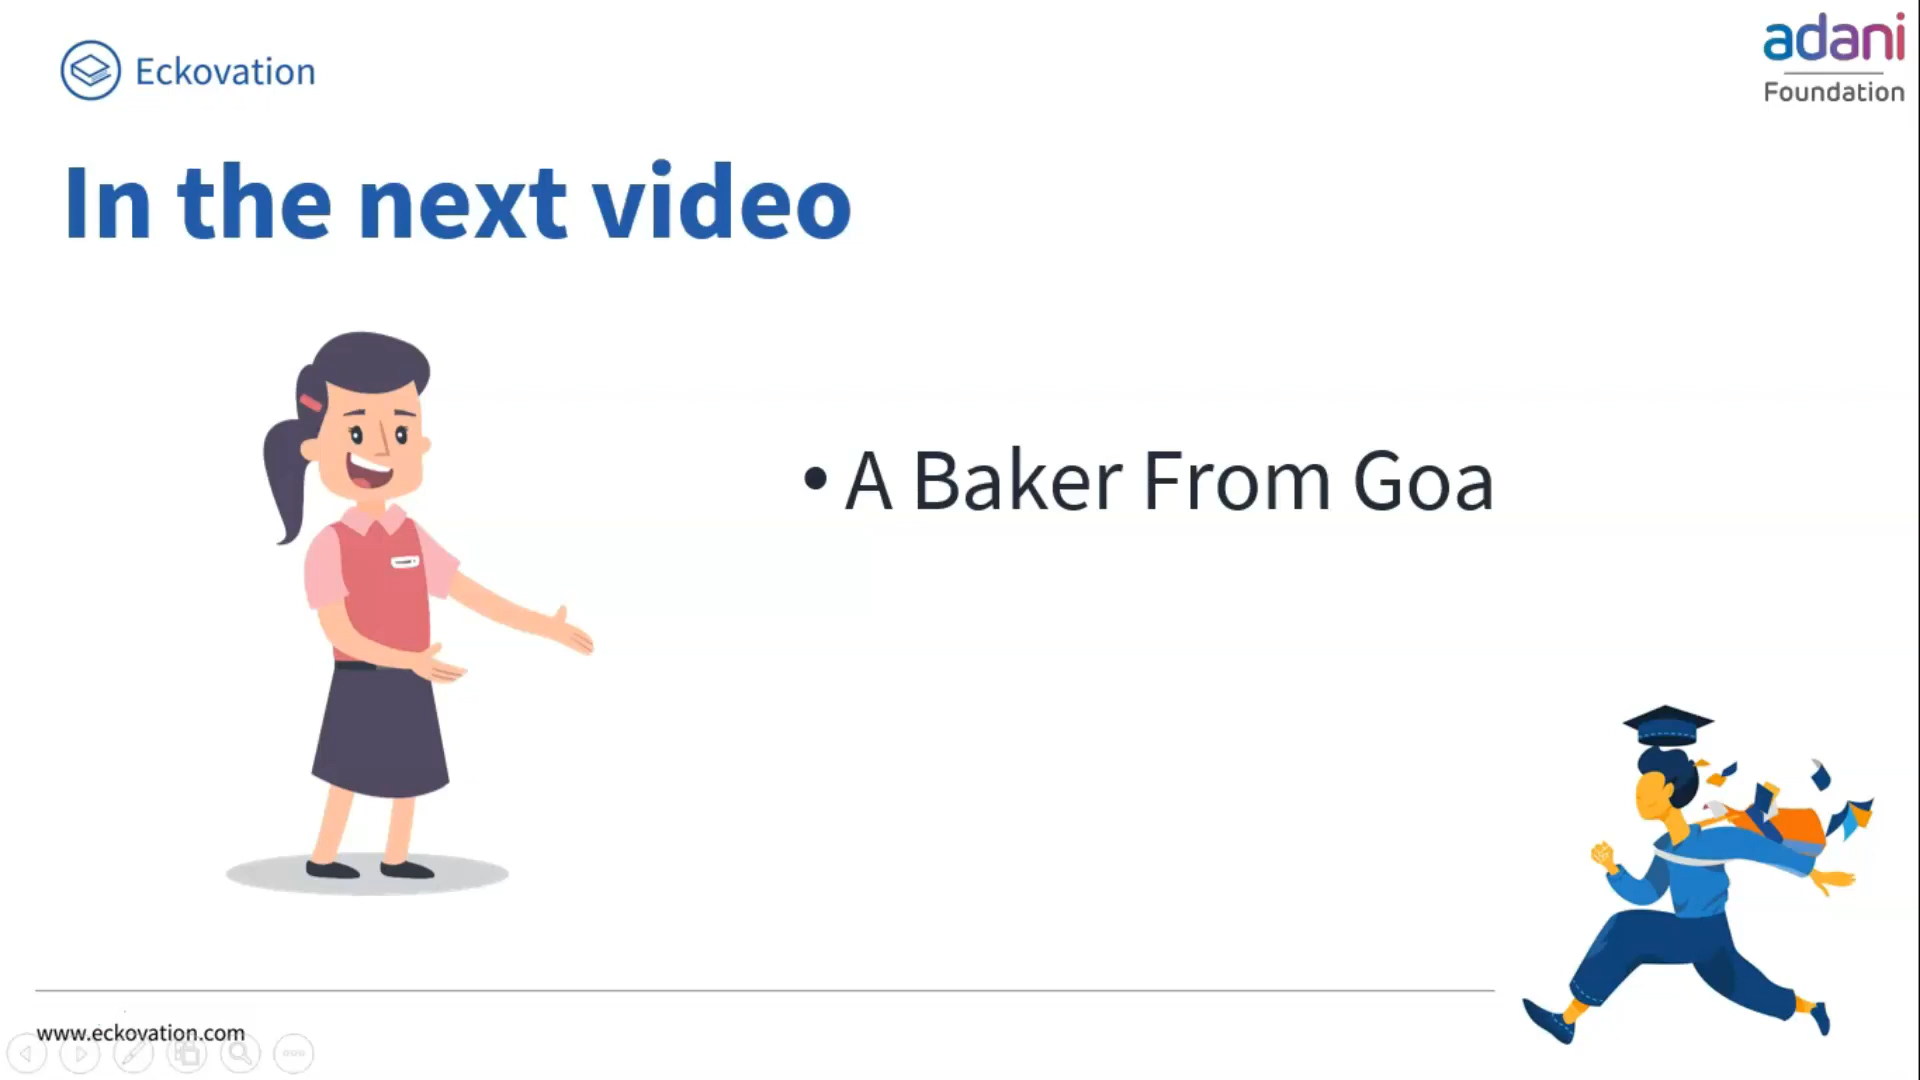 Eckovation
adani
Foundation
In the next video
• A Baker From Goa
www.eckovation.com